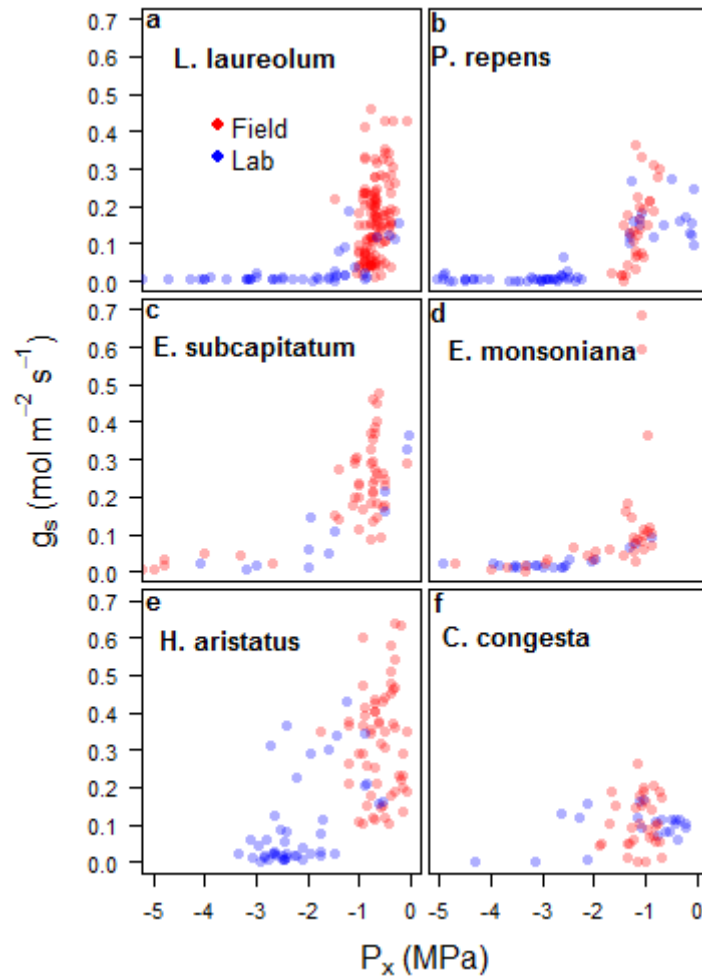 a
L. laureolum
Field
Lab
b
P. repens
c
E. subcapitatum
d
E. monsoniana
e
H. aristatus
f
C. congesta
0.7
0.6
0.5
0.4
0.3
0.2
0.1
0.0
0.7
0.6
0.5
0.4
0.3
0.2
0.1
0.0
0.7
0.6
0.5
0.4
0.3
0.2
0.1
0.0
gₛ (mol m⁻² s⁻¹)
-5 -4 -3 -2 -1 0
-5 -4 -3 -2 -1 0
Pₓ (MPa)